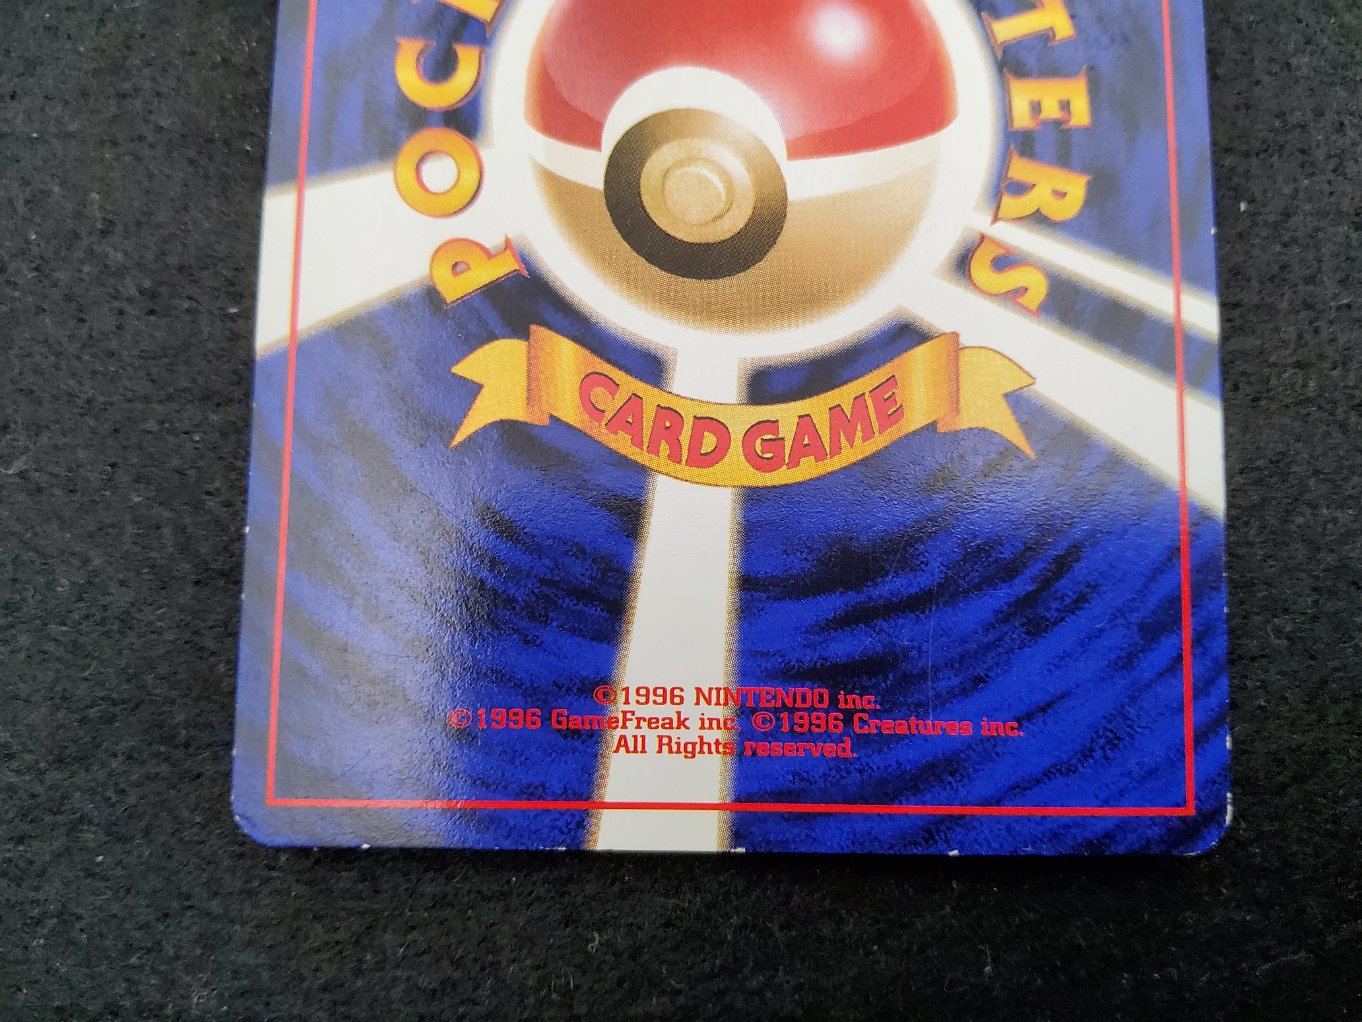 POC
TERS
CARD GAME
©1996 NINTENDO inc.
©1996 GameFreak inc. ©1996 Creatures inc.
All Rights reserved.